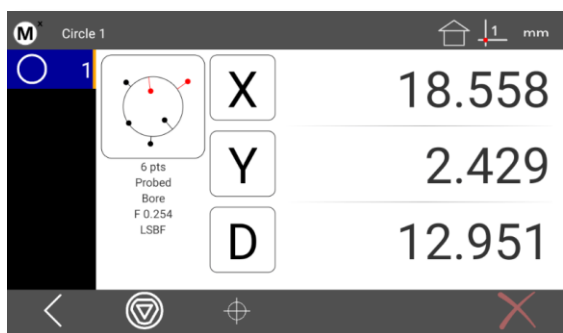 M x Circle 1 1 mm
1
X 18.558
Y 2.429
D 12.951
6 pts
Probed
Bore
F 0.254
LSBF